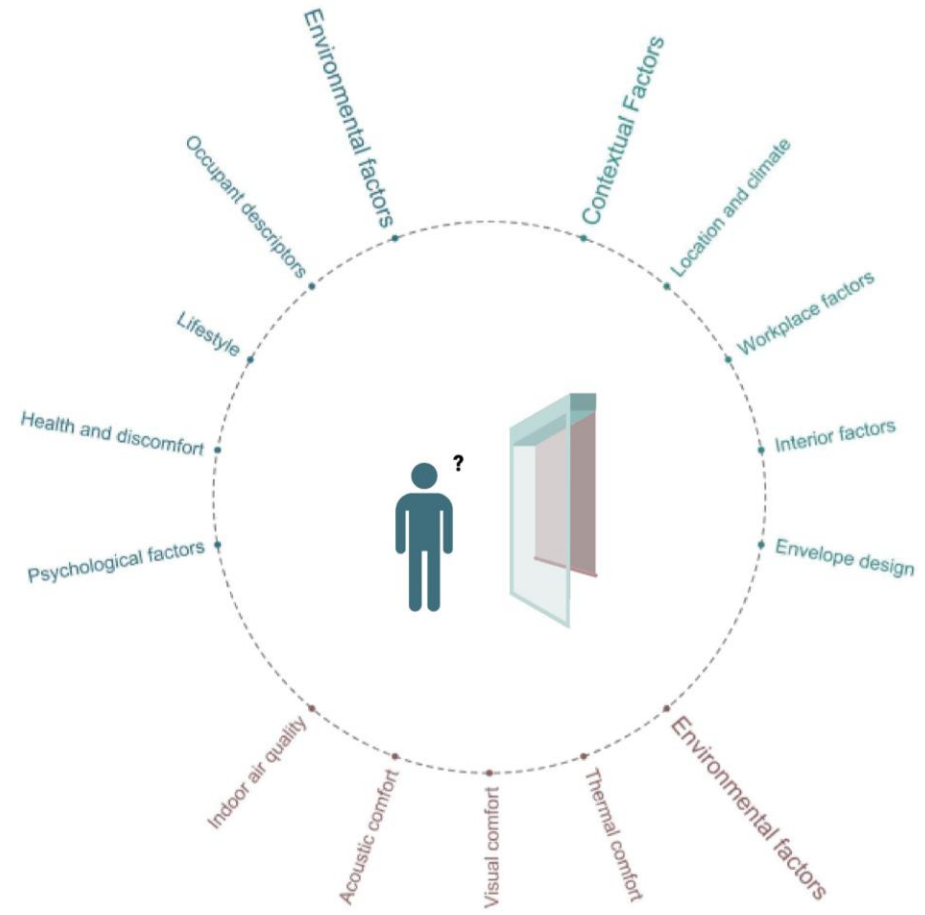 Environmental factors
Occupant descriptors
Lifestyle
Health and discomfort
Psychological factors
Contextual Factors
Location and climate
Workplace factors
Interior factors
Envelope design
?
Environmental factors
Thermal comfort
Visual comfort
Acoustic comfort
Indoor air quality